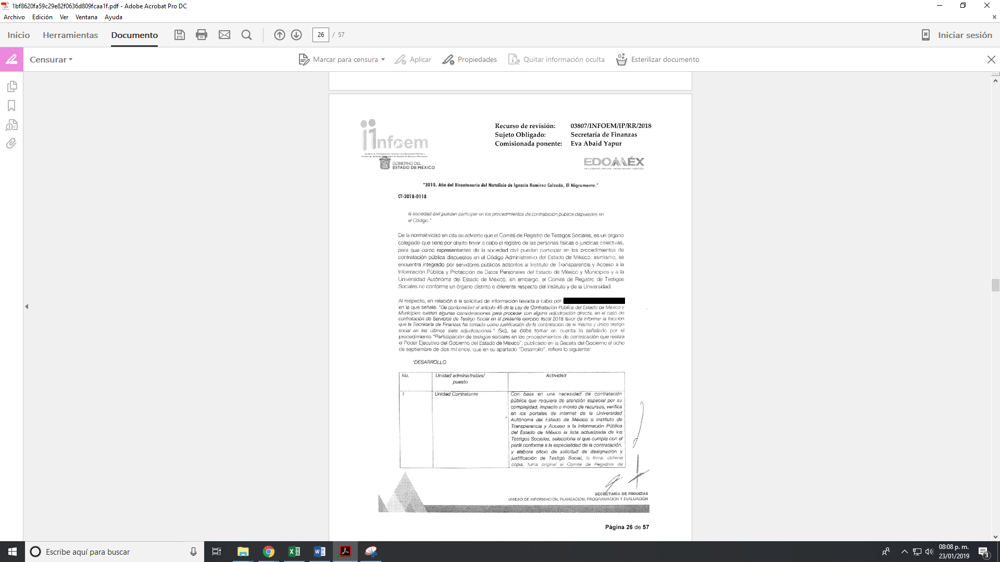 1bf8620fa59c29e82f0636d809fcaa1f.pdf - Adobe Acrobat Pro DC
Archivo Edición Ver Ventana Ayuda
Inicio Herramientas Documento 26 / 57 Iniciar sesión
Censurar Marcar para censura Aplicar Propiedades Quitar información oculta Esterilizar documento
infoem
Instituto de Transparencia, Acceso a la Información Pública y
Protección de Datos Personales del Estado de México y Municipios
Recurso de revisión: 03807/INFOEM/IP/RR/2018
Sujeto Obligado: Secretaría de Finanzas
Comisionada ponente: Eva Abaid Yapur
GOBIERNO DEL
ESTADO DE MÉXICO
EDOMÉX
"2018. Año del Bicentenario del Natalicio de Ignacio Ramírez Calzada, El Nigromante."
CT-2018-0118
la sociedad civil puedan participar en los procedimientos de contratación pública dispuestos en
el Código."
De la normatividad en cita se advierte que el Comité de Registro de Testigos Sociales, es un órgano
colegiado que tiene por objeto llevar a cabo el registro de las personas físicas o jurídicas colectivas,
para que como representantes de la sociedad civil puedan participar en los procedimientos de
contratación pública dispuestos en el Código Administrativo del Estado de México, asimismo, se
encuentra integrado por servidores públicos adscritos al Instituto de Transparencia y Acceso a la
Información Pública y Protección de Datos Personales del Estado de México y Municipios y a la
Universidad Autónoma del Estado de México, sin embargo, el Comité de Registro de Testigos
Sociales no conforma un órgano distinto o diferente respecto del Instituto y de la Universidad.
Al respecto, en relación a la solicitud de información llevada a cabo por
en la que señala: "De conformidad al artículo 48 de la Ley de Contratación Pública del Estado de México y
Municipios existen algunas consideraciones para proceder con alguna adjudicación directa, en el caso de
contratación de Servicios de Testigo Social en el presente ejercicio fiscal 2018 favor de informar la fracción
que la Secretaría de Finanzas ha tomado como justificación de la contratación de el mismo y único testigo
social en las últimos siete adjudicaciones." (Sic), se debe tomar en cuenta lo señalado por el
procedimiento "Participación de testigos sociales en los procedimientos de contratación que realiza
el Poder Ejecutivo del Gobierno del Estado de México", publicado en la Gaceta del Gobierno el ocho
de septiembre de dos mil once, que en su apartado "Desarrollo", refiere lo siguiente:
"DESARROLLO
No. Unidad administrativa/ Actividad
puesto
1 Unidad Contratante Con base en una necesidad de contratación
pública que requiera de atención especial por su
complejidad, impacto o monto de recursos, verifica
en los portales de internet de la Universidad
Autónoma del Estado de México o Instituto de
Transparencia y Acceso a la Información Pública
del Estado de México la lista actualizada de los
Testigos Sociales, selecciona el que cumpla con el
perfil conforme a la especialidad de la contratación,
y elabora oficio de solicitud de designación y
justificación de Testigo Social, lo firma, obtiene
copia, turna original al Comité de Registros de
SECRETARÍA DE FINANZAS
UNIDAD DE INFORMACIÓN, PLANEACIÓN, PROGRAMACIÓN Y EVALUACIÓN
Página 26 de 57
Escribe aquí para buscar
08:08 p. m.
23/01/2019
3